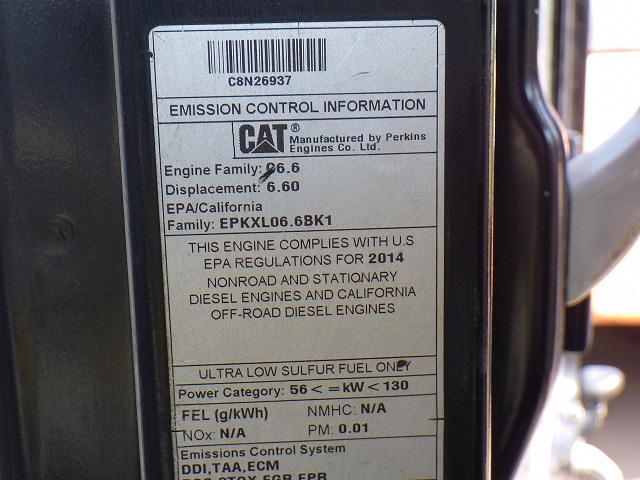 C8N26937
EMISSION CONTROL INFORMATION
CAT® Manufactured by Perkins
Engines Co. Ltd.
Engine Family: C6.6
Displacement: 6.60
EPA/California
Family: EPKXL06.6BK1
THIS ENGINE COMPLIES WITH U.S
EPA REGULATIONS FOR 2014
NONROAD AND STATIONARY
DIESEL ENGINES AND CALIFORNIA
OFF-ROAD DIESEL ENGINES
ULTRA LOW SULFUR FUEL ONLY
Power Category: 56 < = kW < 130
FEL (g/kWh) NMHC: N/A
NOx: N/A PM: 0.01
Emissions Control System
DDI,TAA,ECM